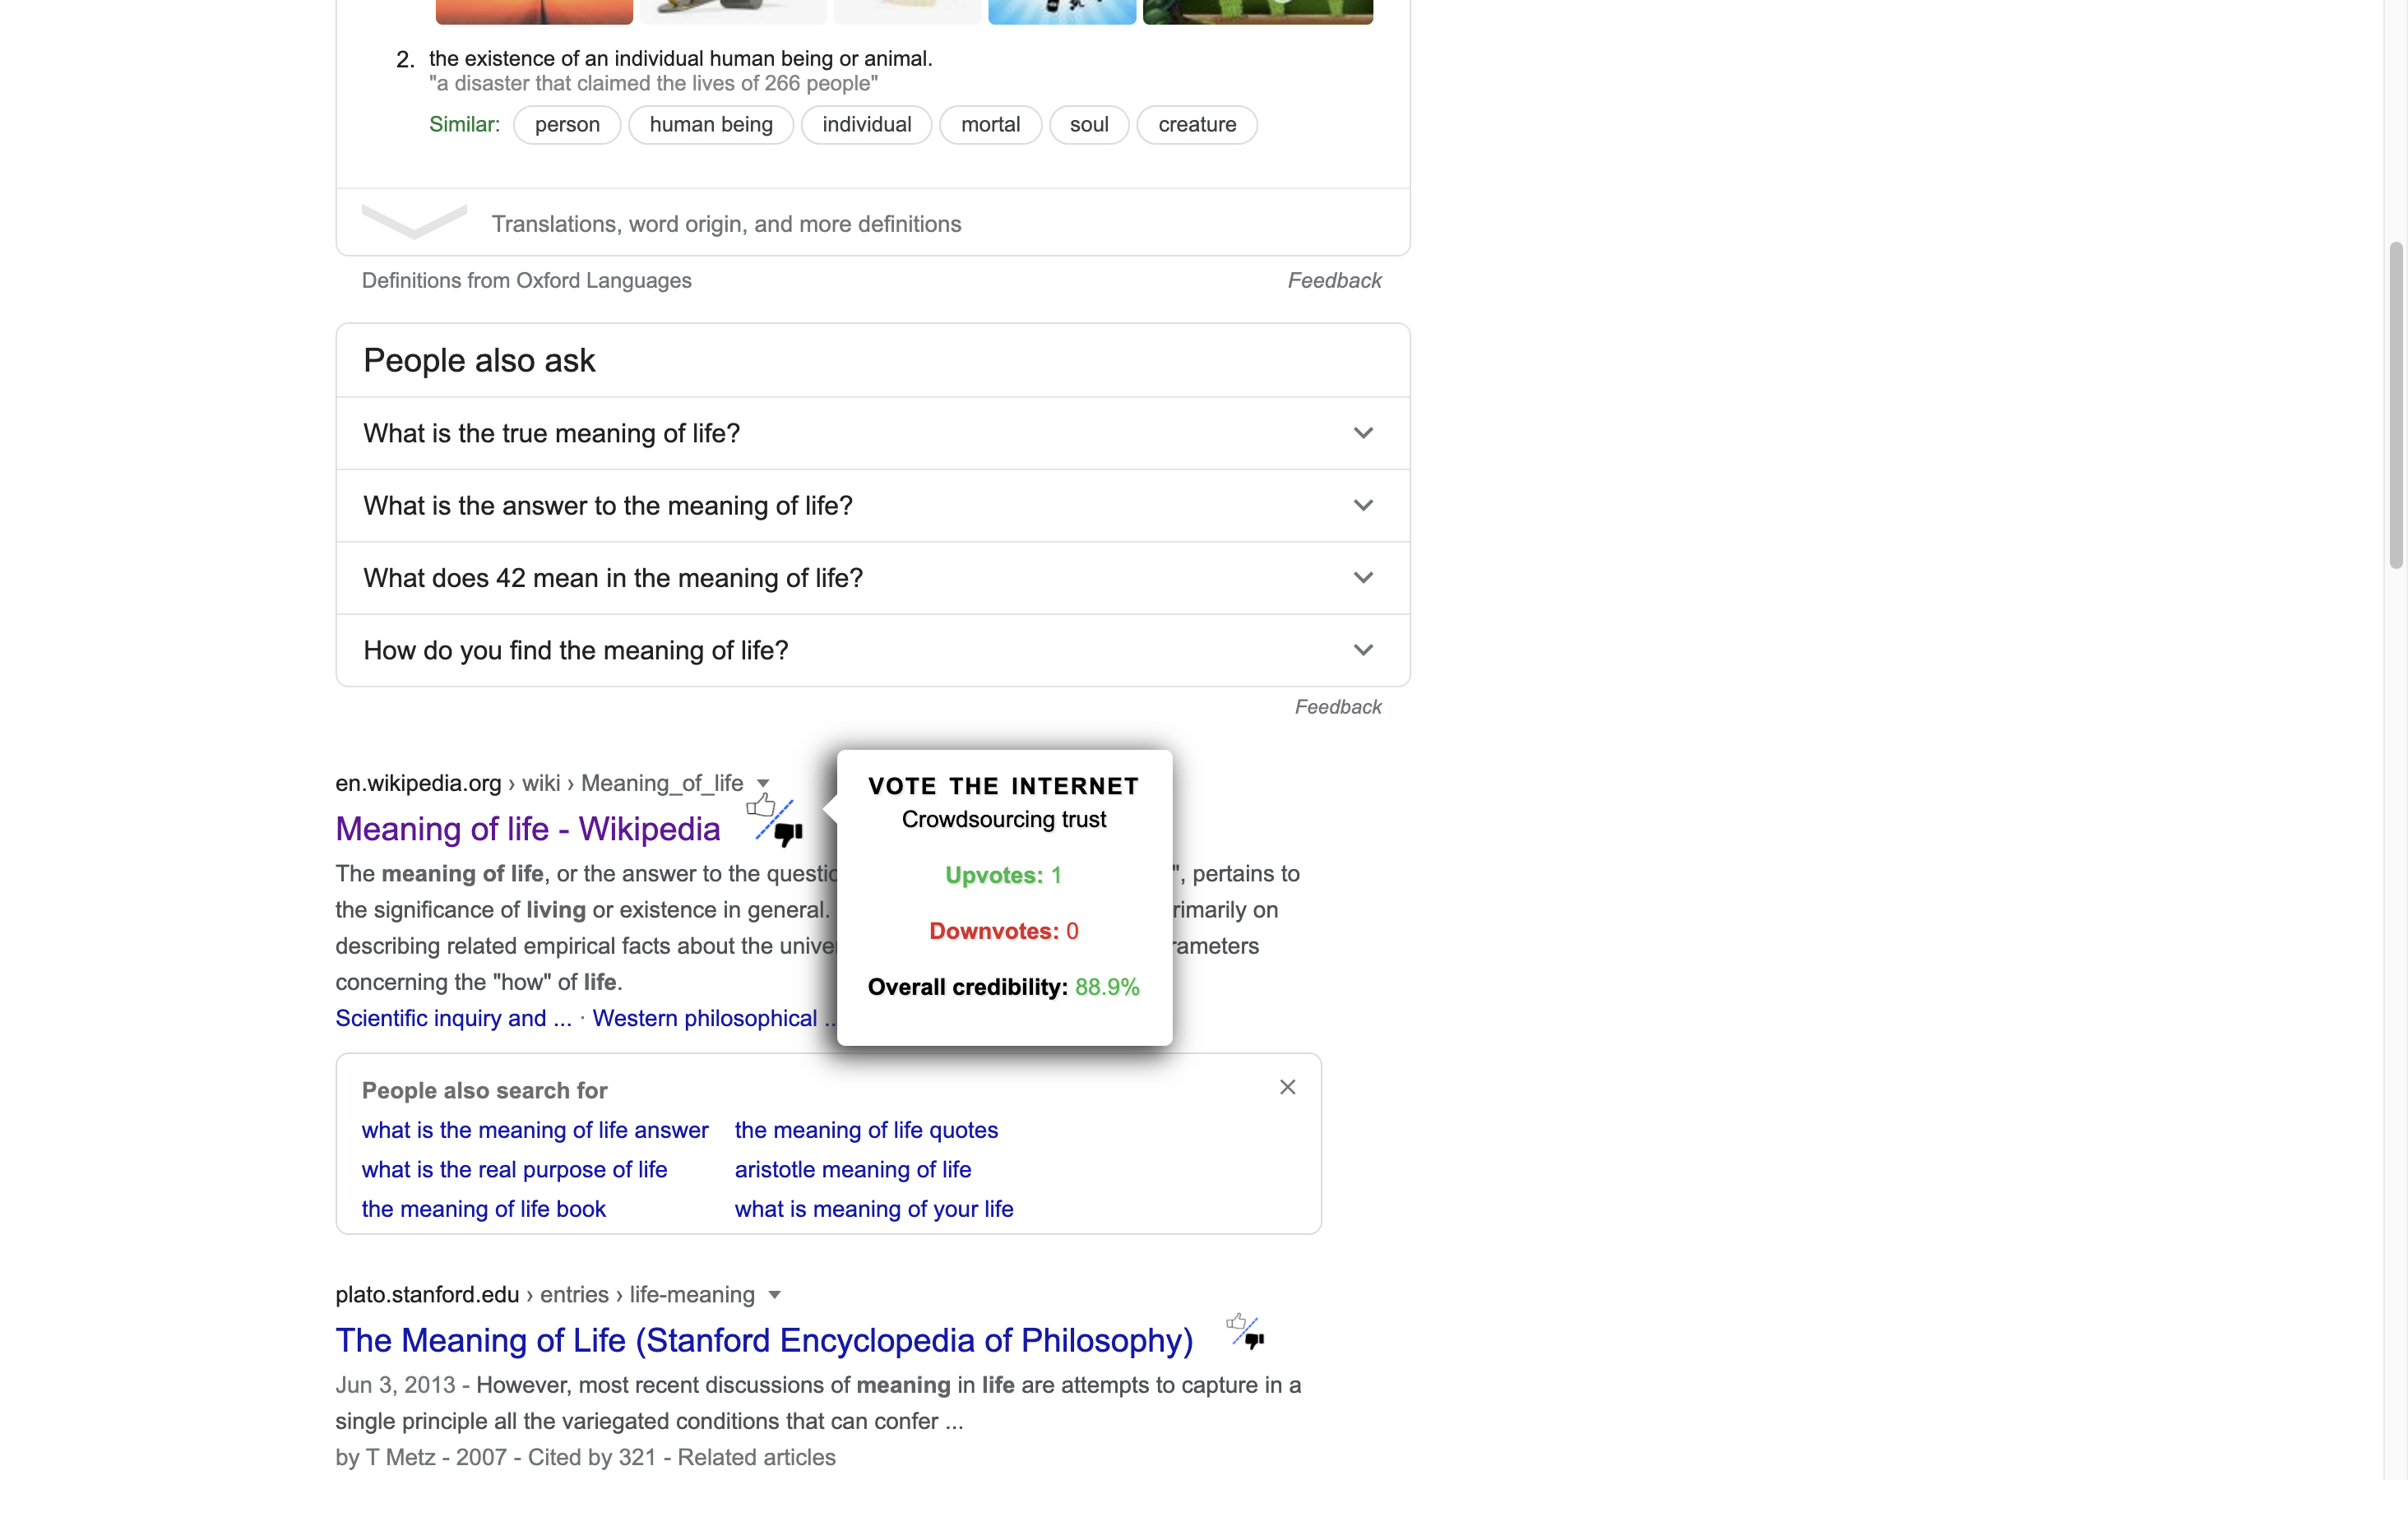 2. the existence of an individual human being or animal.
"a disaster that claimed the lives of 266 people"
Similar: person human being individual mortal soul creature
Translations, word origin, and more definitions
Definitions from Oxford Languages Feedback
People also ask
What is the true meaning of life?
What is the answer to the meaning of life?
What does 42 mean in the meaning of life?
How do you find the meaning of life?
Feedback
en.wikipedia.org › wiki › Meaning_of_life
Meaning of life - Wikipedia
The meaning of life, or the answer to the ", pertains to
the significance of living or existence in general. on
describing related empirical facts about the
concerning the "how" of life.
Scientific inquiry and ... · Western philosophical ..
VOTE THE INTERNET
Crowdsourcing trust
Upvotes: 1
Downvotes: 0
Overall credibility: 88.9%
People also search for
what is the meaning of life answer the meaning of life quotes
what is the real purpose of life aristotle meaning of life
the meaning of life book what is meaning of your life
plato.stanford.edu › entries › life-meaning
The Meaning of Life (Stanford Encyclopedia of Philosophy)
Jun 3, 2013 - However, most recent discussions of meaning in life are attempts to capture in a
single principle all the variegated conditions that can confer ...
by T Metz - 2007 - Cited by 321 - Related articles